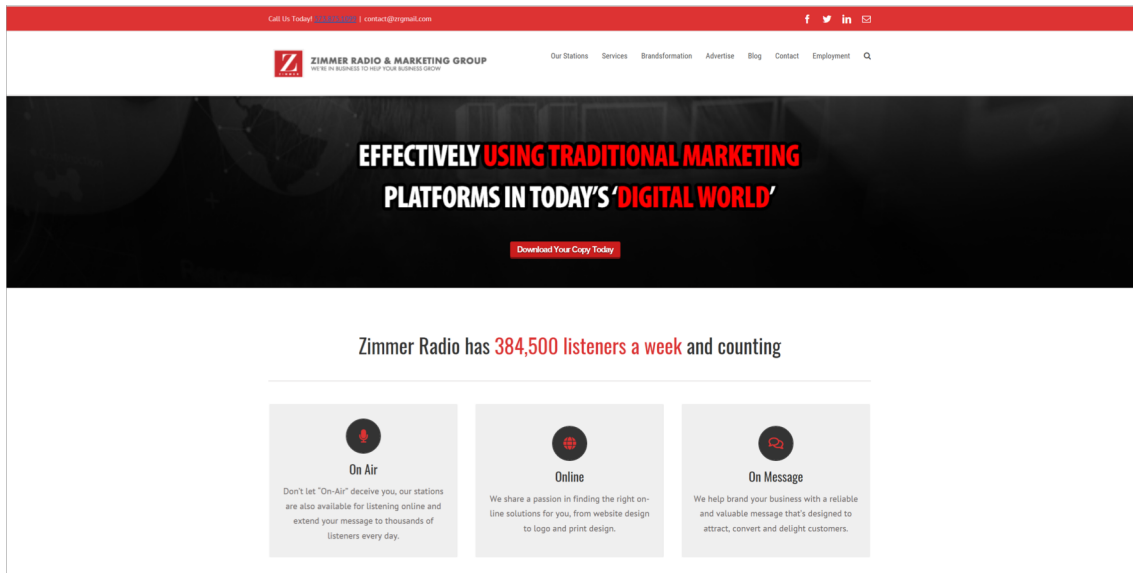 Call Us Today! | contact@zrgmail.com
Our Stations Services Brandsformation Advertise Blog Contact Employment
Z
ZIMMER
ZIMMER RADIO & MARKETING GROUP
WE'RE IN BUSINESS TO HELP YOUR BUSINESS GROW
EFFECTIVELY USING TRADITIONAL MARKETING
PLATFORMS IN TODAY'S ‘DIGITAL WORLD’
Download Your Copy Today
Zimmer Radio has 384,500 listeners a week and counting
On Air
Don't let "On-Air" deceive you, our stations
are also available for listening online and
extend your message to thousands of
listeners every day.
Online
We share a passion in finding the right on-
line solutions for you, from website design
to logo and print design.
On Message
We help brand your business with a reliable
and valuable message that's designed to
attract, convert and delight customers.